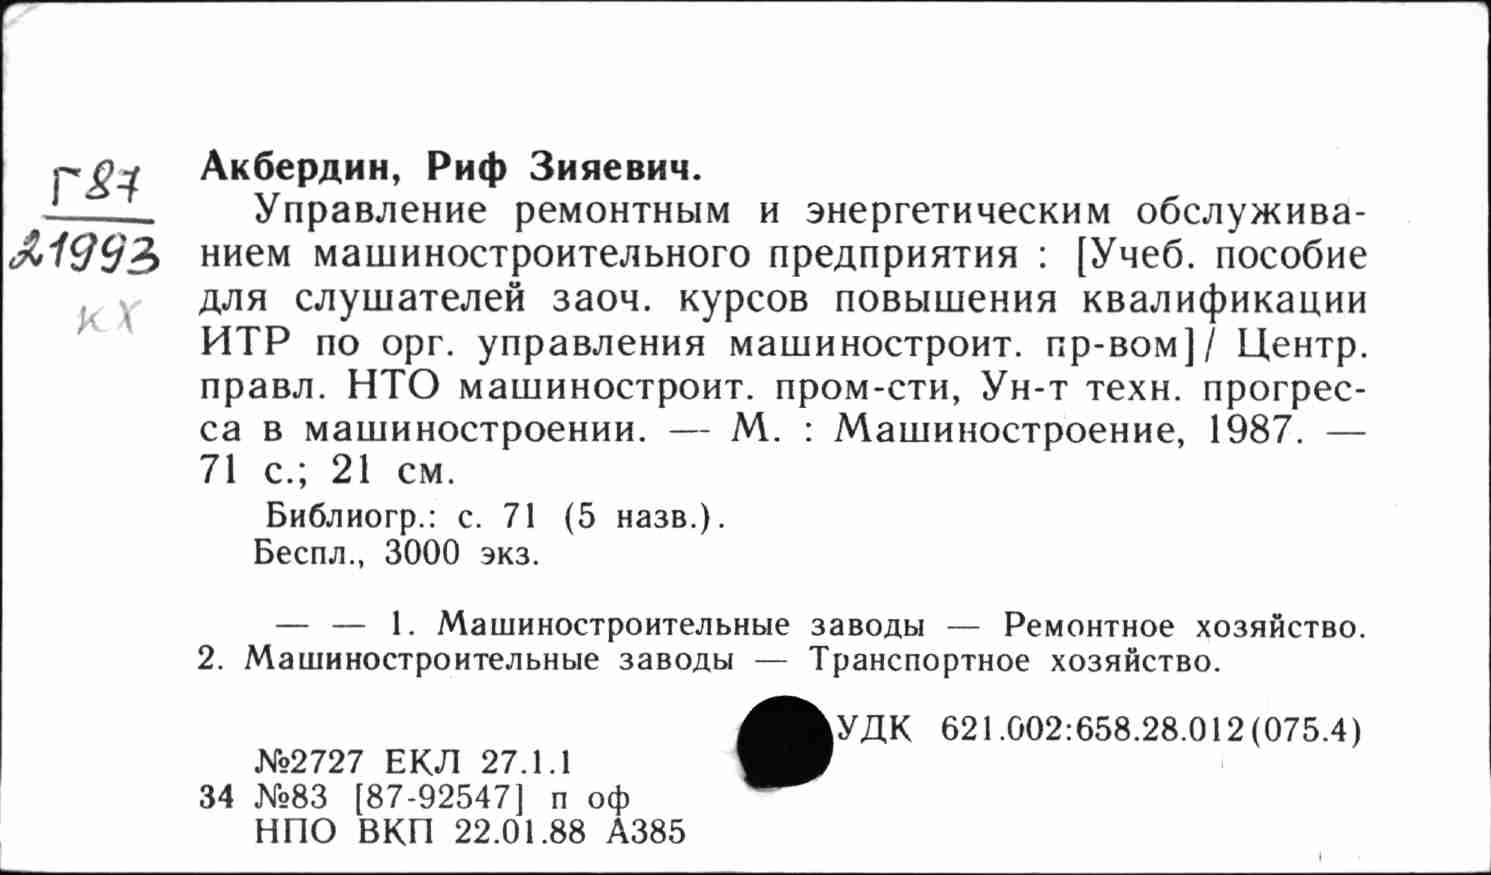 Г87
21993
кх
Акбердин, Риф Зияевич.
Управление ремонтным и энергетическим обслужива-
нием машиностроительного предприятия : [Учеб. пособие
для слушателей заоч. курсов повышения квалификации
ИТР по орг. управления машиностроит. пр-вом]/ Центр.
правл. НТО машиностроит. пром-сти, Ун-т техн. прогрес-
са в машиностроении. — М. : Машиностроение, 1987. —
71 с.; 21 см.
Библиогр.: с. 71 (5 назв.).
Беспл., 3000 экз.
— — 1. Машиностроительные заводы — Ремонтное хозяйство.
2. Машиностроительные заводы — Транспортное хозяйство.
УДК 621.002:658.28.012(075.4)
№2727 ЕКЛ 27.1.1
34 №83 [87-92547] п оф
НПО ВКП 22.01.88 А385